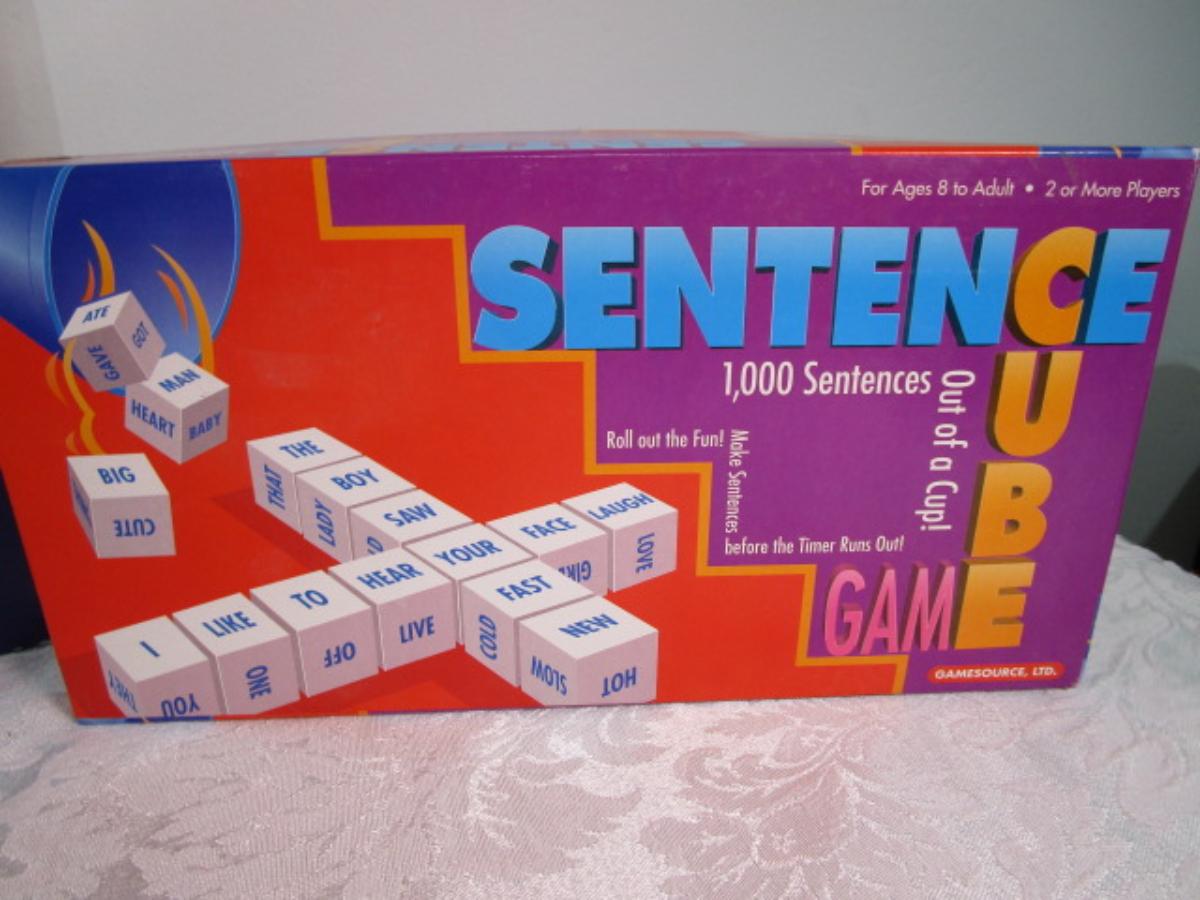 For Ages 8 to Adult • 2 or More Players
SENTENCE
CUBE
GAME
1,000 Sentences
Out of a Cup!
Roll out the Fun!
Make Sentences
before the Timer Runs Out!
GAMESOURCE, LTD.
ATE
GAVE
GOT
MAN
HEART
BABY
BIG
CUTE
THE
THAT
BOY
LADY
SAW
YOUR
FACE
GIRL
LAUGH
LOVE
HEAR
LIVE
TO
OFF
LIKE
ONE
I
THEY
YOU
FAST
COLD
NEW
SLOW
HOT